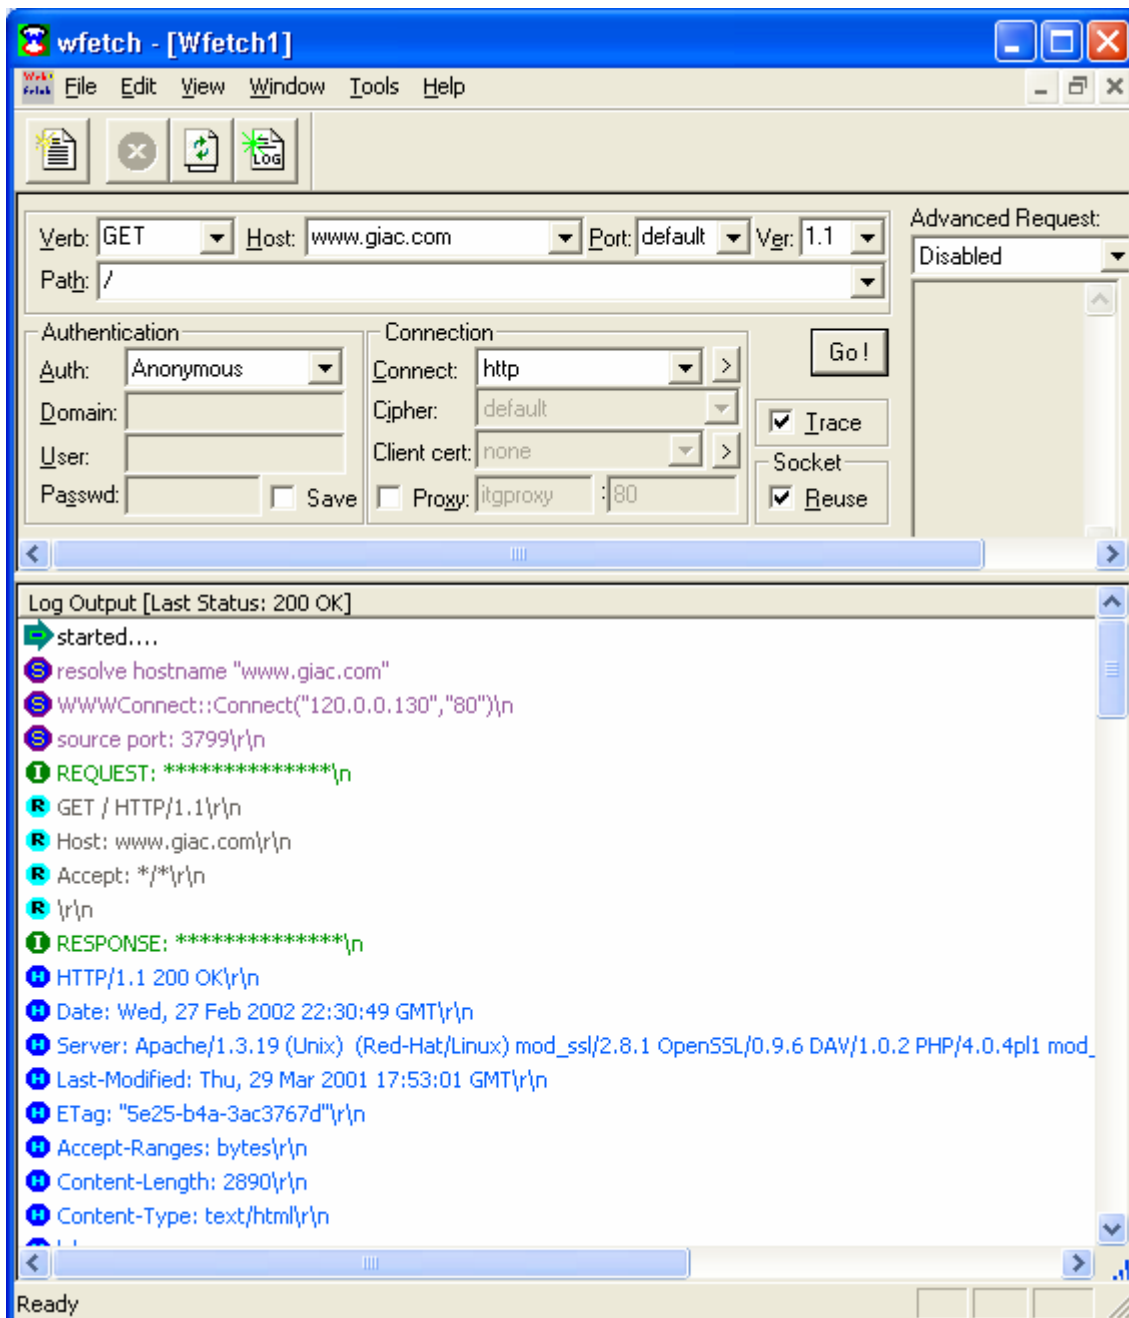 wfetch - [Wfetch1]
File Edit View Window Tools Help
LOG
Verb: GET Host: www.giac.com Port: default Ver: 1.1
Path: /
Advanced Request:
Disabled
Authentication
Auth: Anonymous
Domain:
User:
Passwd: Save
Connection
Connect: http >
Cipher: default
Client cert: none >
Proxy: itgproxy : 80
Go!
Trace
Socket
Reuse
Log Output [Last Status: 200 OK]
started....
resolve hostname "www.giac.com"
WWWConnect::Connect("120.0.0.130","80")\n
source port: 3799\r\n
REQUEST: **************\n
GET / HTTP/1.1\r\n
Host: www.giac.com\r\n
Accept: */*\r\n
\r\n
RESPONSE: **************\n
HTTP/1.1 200 OK\r\n
Date: Wed, 27 Feb 2002 22:30:49 GMT\r\n
Server: Apache/1.3.19 (Unix) (Red-Hat/Linux) mod_ssl/2.8.1 OpenSSL/0.9.6 DAV/1.0.2 PHP/4.0.4pl1 mod_
Last-Modified: Thu, 29 Mar 2001 17:53:01 GMT\r\n
ETag: "5e25-b4a-3ac3767d"\r\n
Accept-Ranges: bytes\r\n
Content-Length: 2890\r\n
Content-Type: text/html\r\n
Ready